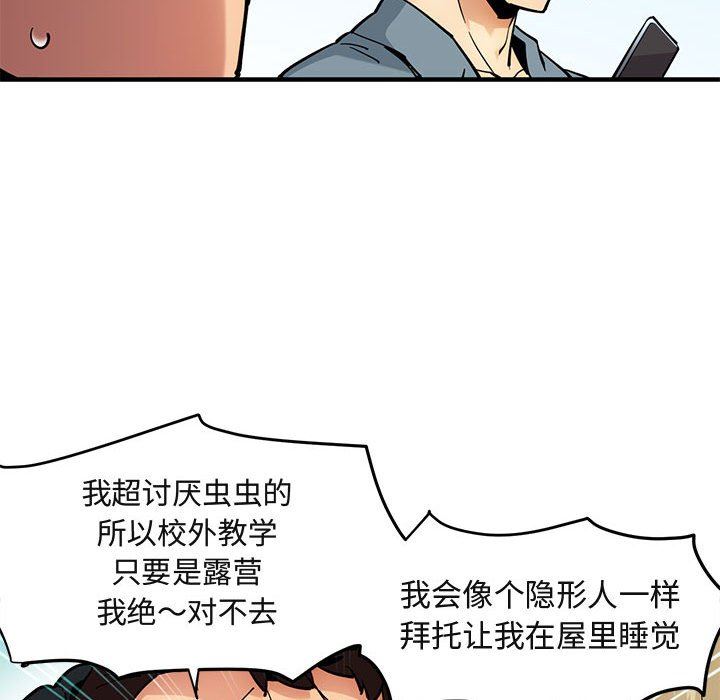 我超讨厌虫虫的
所以校外教学
只要是露营
我绝～对不去
我会像个隐形人一样
拜托让我在屋里睡觉